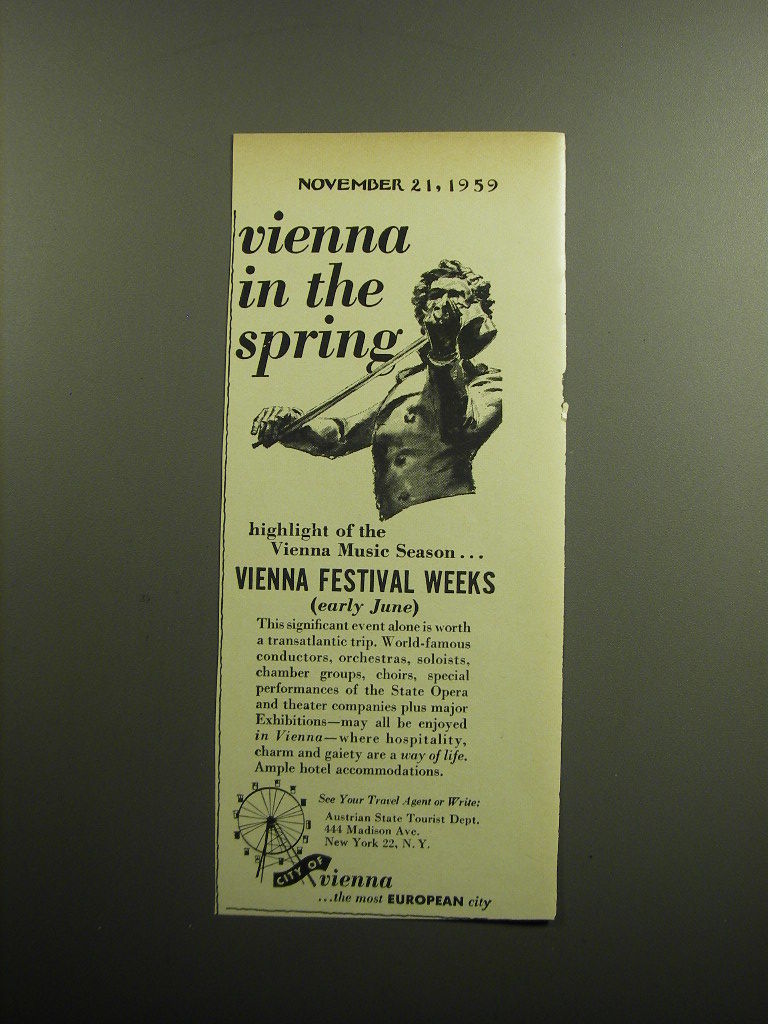 NOVEMBER 21, 1959
vienna
in the
spring
highlight of the
Vienna Music Season...
VIENNA FESTIVAL WEEKS
(early June)
This significant event alone is worth
a transatlantic trip. World-famous
conductors, orchestras, soloists,
chamber groups, choirs, special
performances of the State Opera
and theater companies plus major
Exhibitions—may all be enjoyed
in Vienna—where hospitality,
charm and gaiety are a way of life.
Ample hotel accommodations.
See Your Travel Agent or Write:
Austrian State Tourist Dept.
444 Madison Ave.
New York 22, N. Y.
CITY OF
vienna
...the most EUROPEAN city